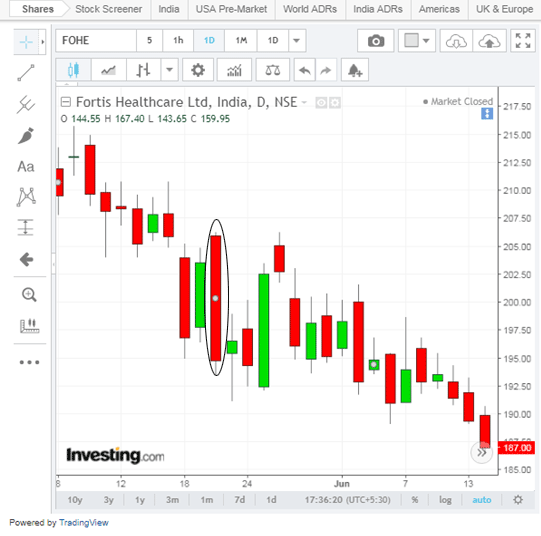 Shares Stock Screener India USA Pre-Market World ADRs India ADRs Americas UK & Europe
FOHE 5 1h 1D 1M 1D
Fortis Healthcare Ltd, India, D, NSE
Market Closed
O 144.55 H 167.40 L 143.65 C 159.95
Aa
217.50
215.00
212.50
210.00
207.50
205.00
202.50
200.00
197.50
195.00
192.50
190.00
187.00
185.00
Investing.com
8 12 18 24 Jun 7 13
10y 3y 1y 3m 1m 7d 1d 17:36:20 (UTC+5:30) % log auto
Powered by TradingView